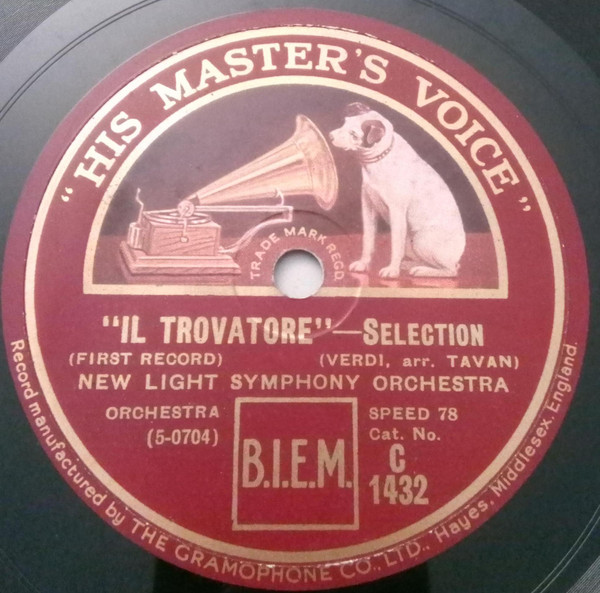 "HIS MASTER'S VOICE"
TRADE MARK REGD.
"IL TROVATORE"—SELECTION
(FIRST RECORD) (VERDI, arr. TAVAN)
NEW LIGHT SYMPHONY ORCHESTRA
ORCHESTRA SPEED 78
(5-0704) Cat. No.
B.I.E.M. C
1432
Record manufactured by THE GRAMOPHONE CO., LTD., Hayes, Middlesex, England.